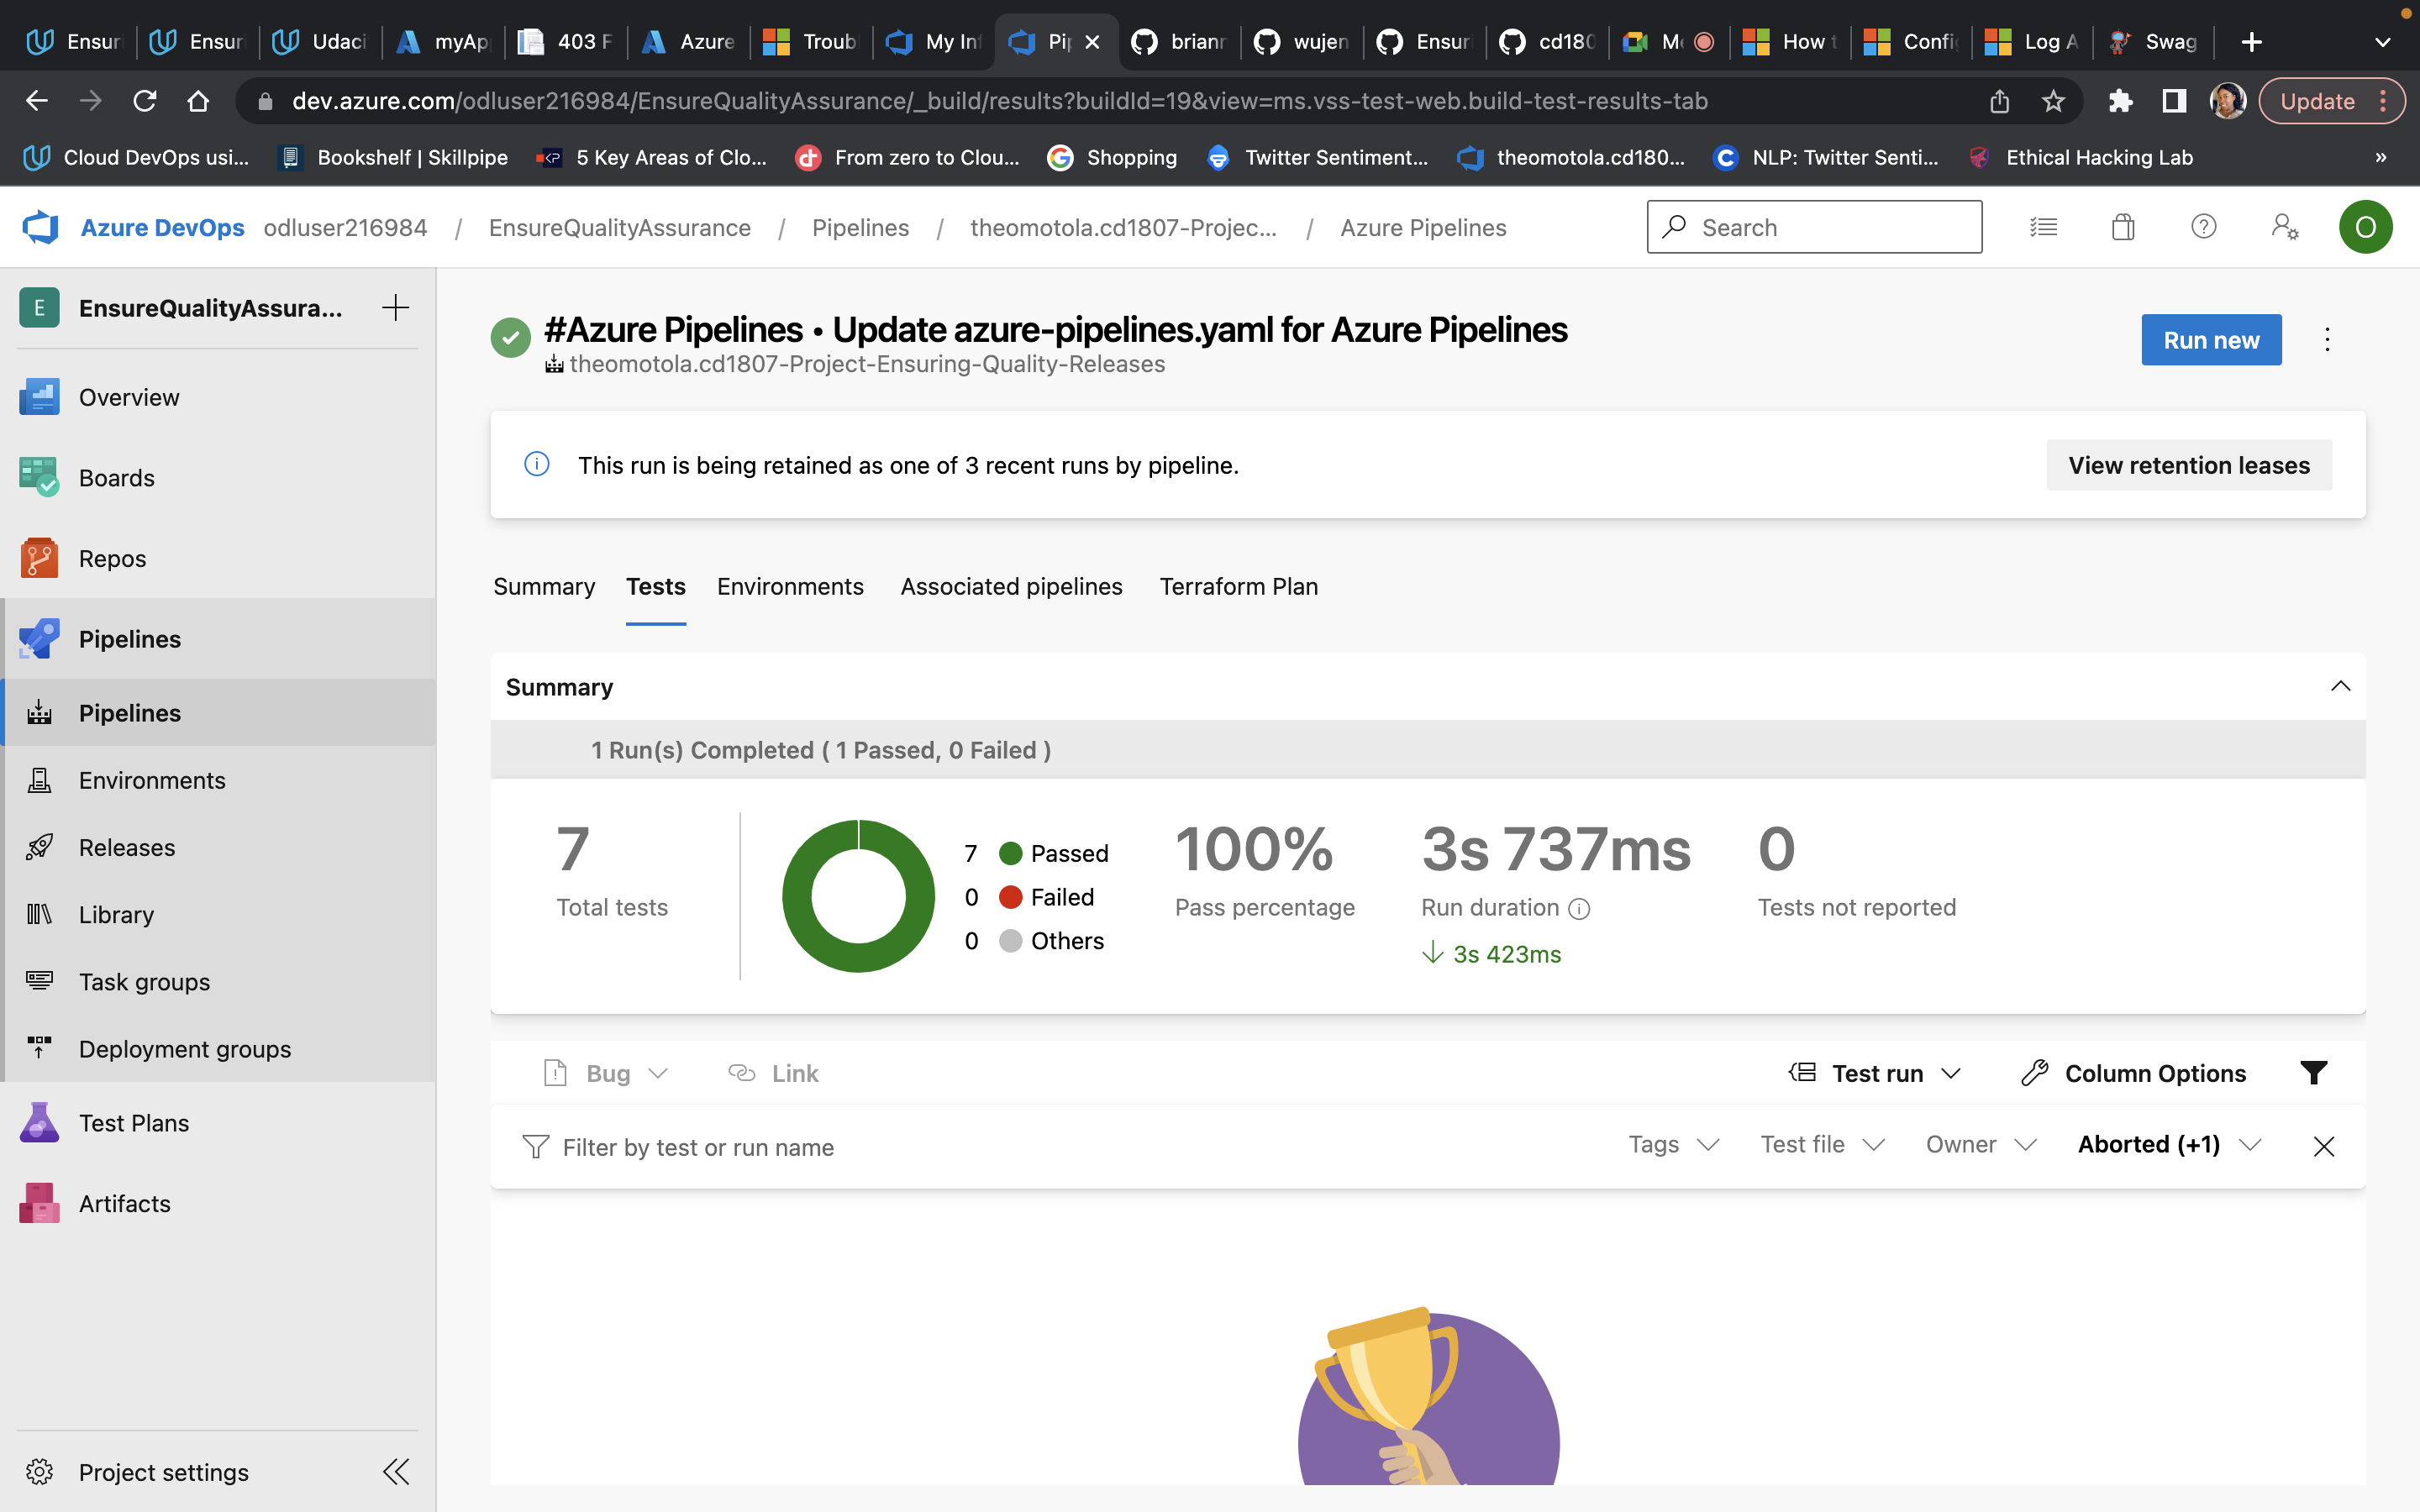 Ensuri
Ensuri
Udaci
myAp
403 F
Azure
Troub
My Inf
Pip
brianr
wujen
Ensuri
cd180
Me
How t
Confi
Log A
Swag
dev.azure.com/odluser216984/EnsureQualityAssurance/_build/results?buildId=19&view=ms.vss-test-web.build-test-results-tab
Update
Cloud DevOps usi...
Bookshelf | Skillpipe
5 Key Areas of Clo...
From zero to Clou...
Shopping
Twitter Sentiment...
theomotola.cd180...
NLP: Twitter Senti...
Ethical Hacking Lab
»
Azure DevOps odluser216984 / EnsureQualityAssurance / Pipelines / theomotola.cd1807-Projec... / Azure Pipelines
Search
O
E EnsureQualityAssura...
Overview
Boards
Repos
Pipelines
Pipelines
Environments
Releases
Library
Task groups
Deployment groups
Test Plans
Artifacts
Project settings
#Azure Pipelines • Update azure-pipelines.yaml for Azure Pipelines
theomotola.cd1807-Project-Ensuring-Quality-Releases
Run new
This run is being retained as one of 3 recent runs by pipeline.
View retention leases
Summary Tests Environments Associated pipelines Terraform Plan
Summary
1 Run(s) Completed ( 1 Passed, 0 Failed )
7
Total tests
7 Passed
0 Failed
0 Others
100%
Pass percentage
3s 737ms
Run duration
3s 423ms
0
Tests not reported
Bug
Link
Test run
Column Options
Filter by test or run name
Tags
Test file
Owner
Aborted (+1)